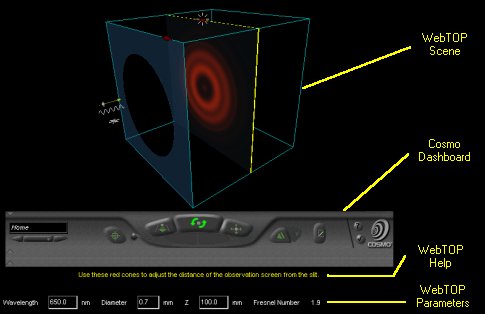 WebTOP
Scene
Cosmo
Dashboard
Home
COSMO
WebTOP
Help
Use these red cones to adjust the distance of the observation screen from the slit.
WebTOP
Parameters
Wavelength 650.0 nm Diameter 0.7 mm Z 100.0 mm Fresnel Number 1.9